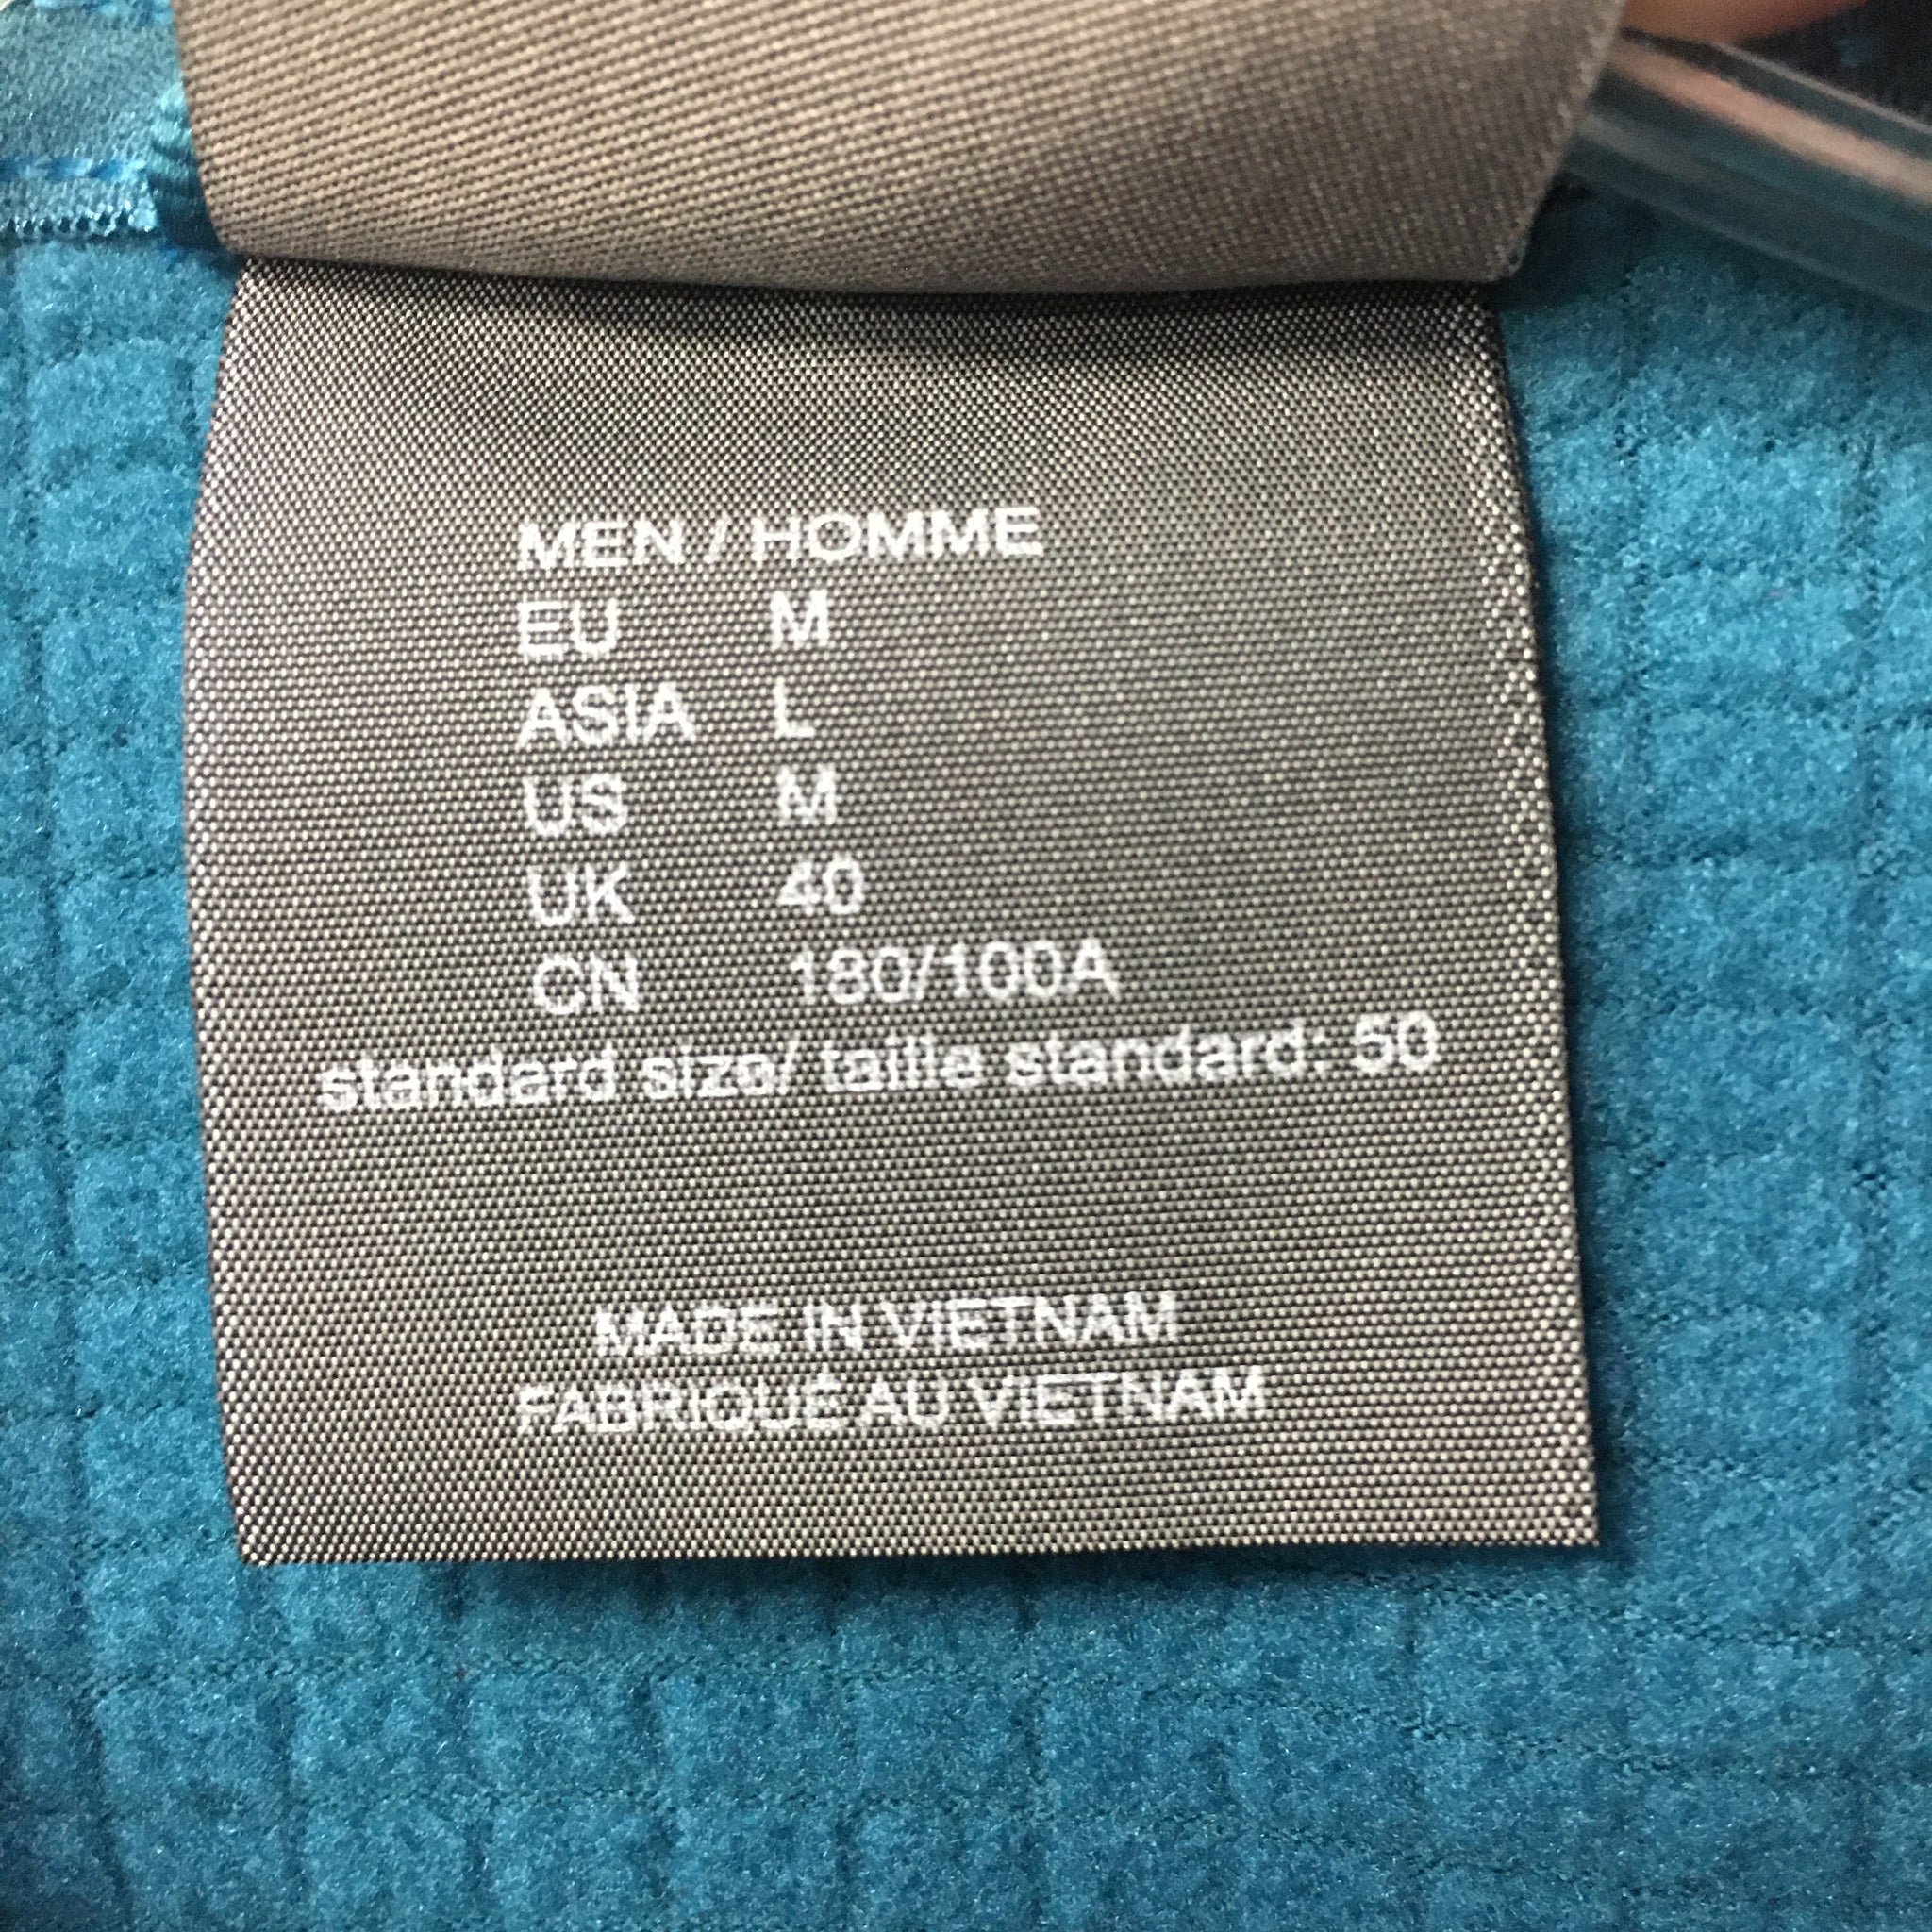 MEN / HOMME
EU M
ASIA L
US M
UK 40
CN 180/100A
standard size/ taille standard: 50
MADE IN VIETNAM
FABRIQUÉ AU VIETNAM